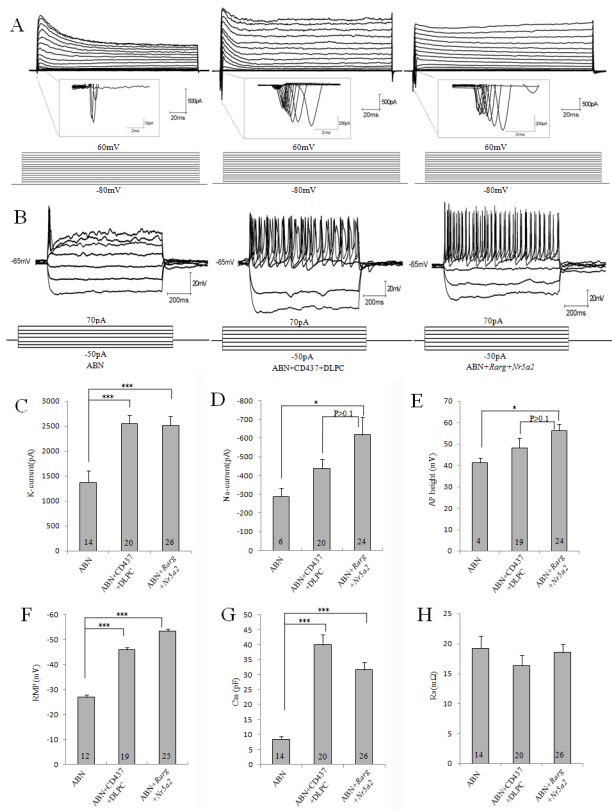 A
500pA
20ms
10pA
2ms
60mV
-80mV
500pA
20ms
200pA
2ms
60mV
-80mV
500pA
20ms
200pA
2ms
60mV
-80mV
B
-65mV
20mV
200ms
70pA
-50pA
ABN
-65mV
20mV
200ms
70pA
-50pA
ABN+CD437+DLPC
-65mV
20mV
200ms
70pA
-50pA
ABN+Rarg+Nr5a2
C
K-current(pA)
3000
2500
2000
1500
1000
500
0
***
***
14
20
26
ABN
ABN+CD437
+DLPC
ABN+Rarg
+Nr5a2
D
Na-current(pA)
-800
-700
-600
-500
-400
-300
-200
-100
0
*
P>0.1
6
20
24
ABN
ABN+CD437
+DLPC
ABN+Rarg
+Nr5a2
E
AP height (mV)
80
70
60
50
40
30
20
10
0
*
P>0.1
4
19
24
ABN
ABN+CD437
+DLPC
ABN+Rarg
+Nr5a2
F
RMP (mV)
-60
-50
-40
-30
-20
-10
0
***
***
12
19
25
ABN
ABN+CD437
+DLPC
ABN+Rarg
+Nr5a2
G
Cm (pF)
50
45
40
35
30
25
20
15
10
5
0
***
***
14
20
26
ABN
ABN+CD437
+DLPC
ABN+Rarg
+Nr5a2
H
Rs(mΩ)
25
20
15
10
5
0
14
20
26
ABN
ABN+CD437
+DLPC
ABN+Rarg
+Nr5a2